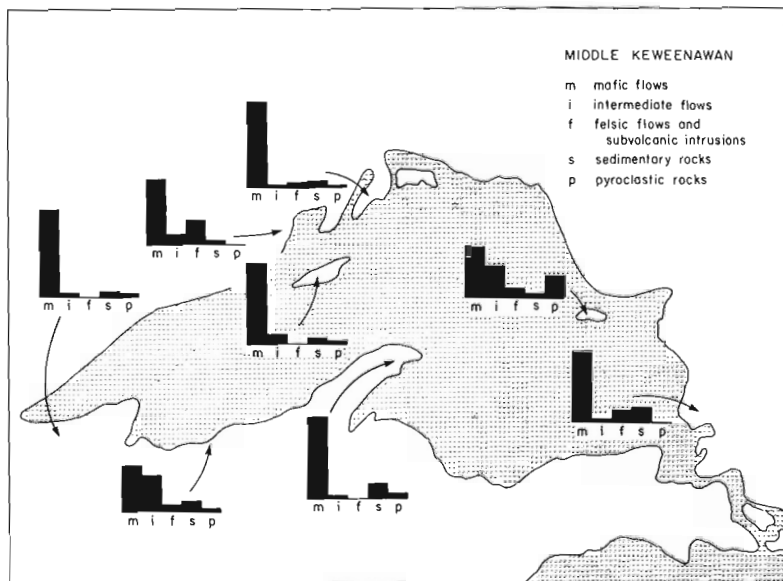 MIDDLE KEWEENAWAN
m mafic flows
i intermediate flows
f felsic flows and
subvolcanic intrusions
s sedimentary rocks
p pyroclastic rocks
m i f s p
m i f s p
m i f s p
m i f s p
m i f s p
m i f s p
m i f s p
m i f s p